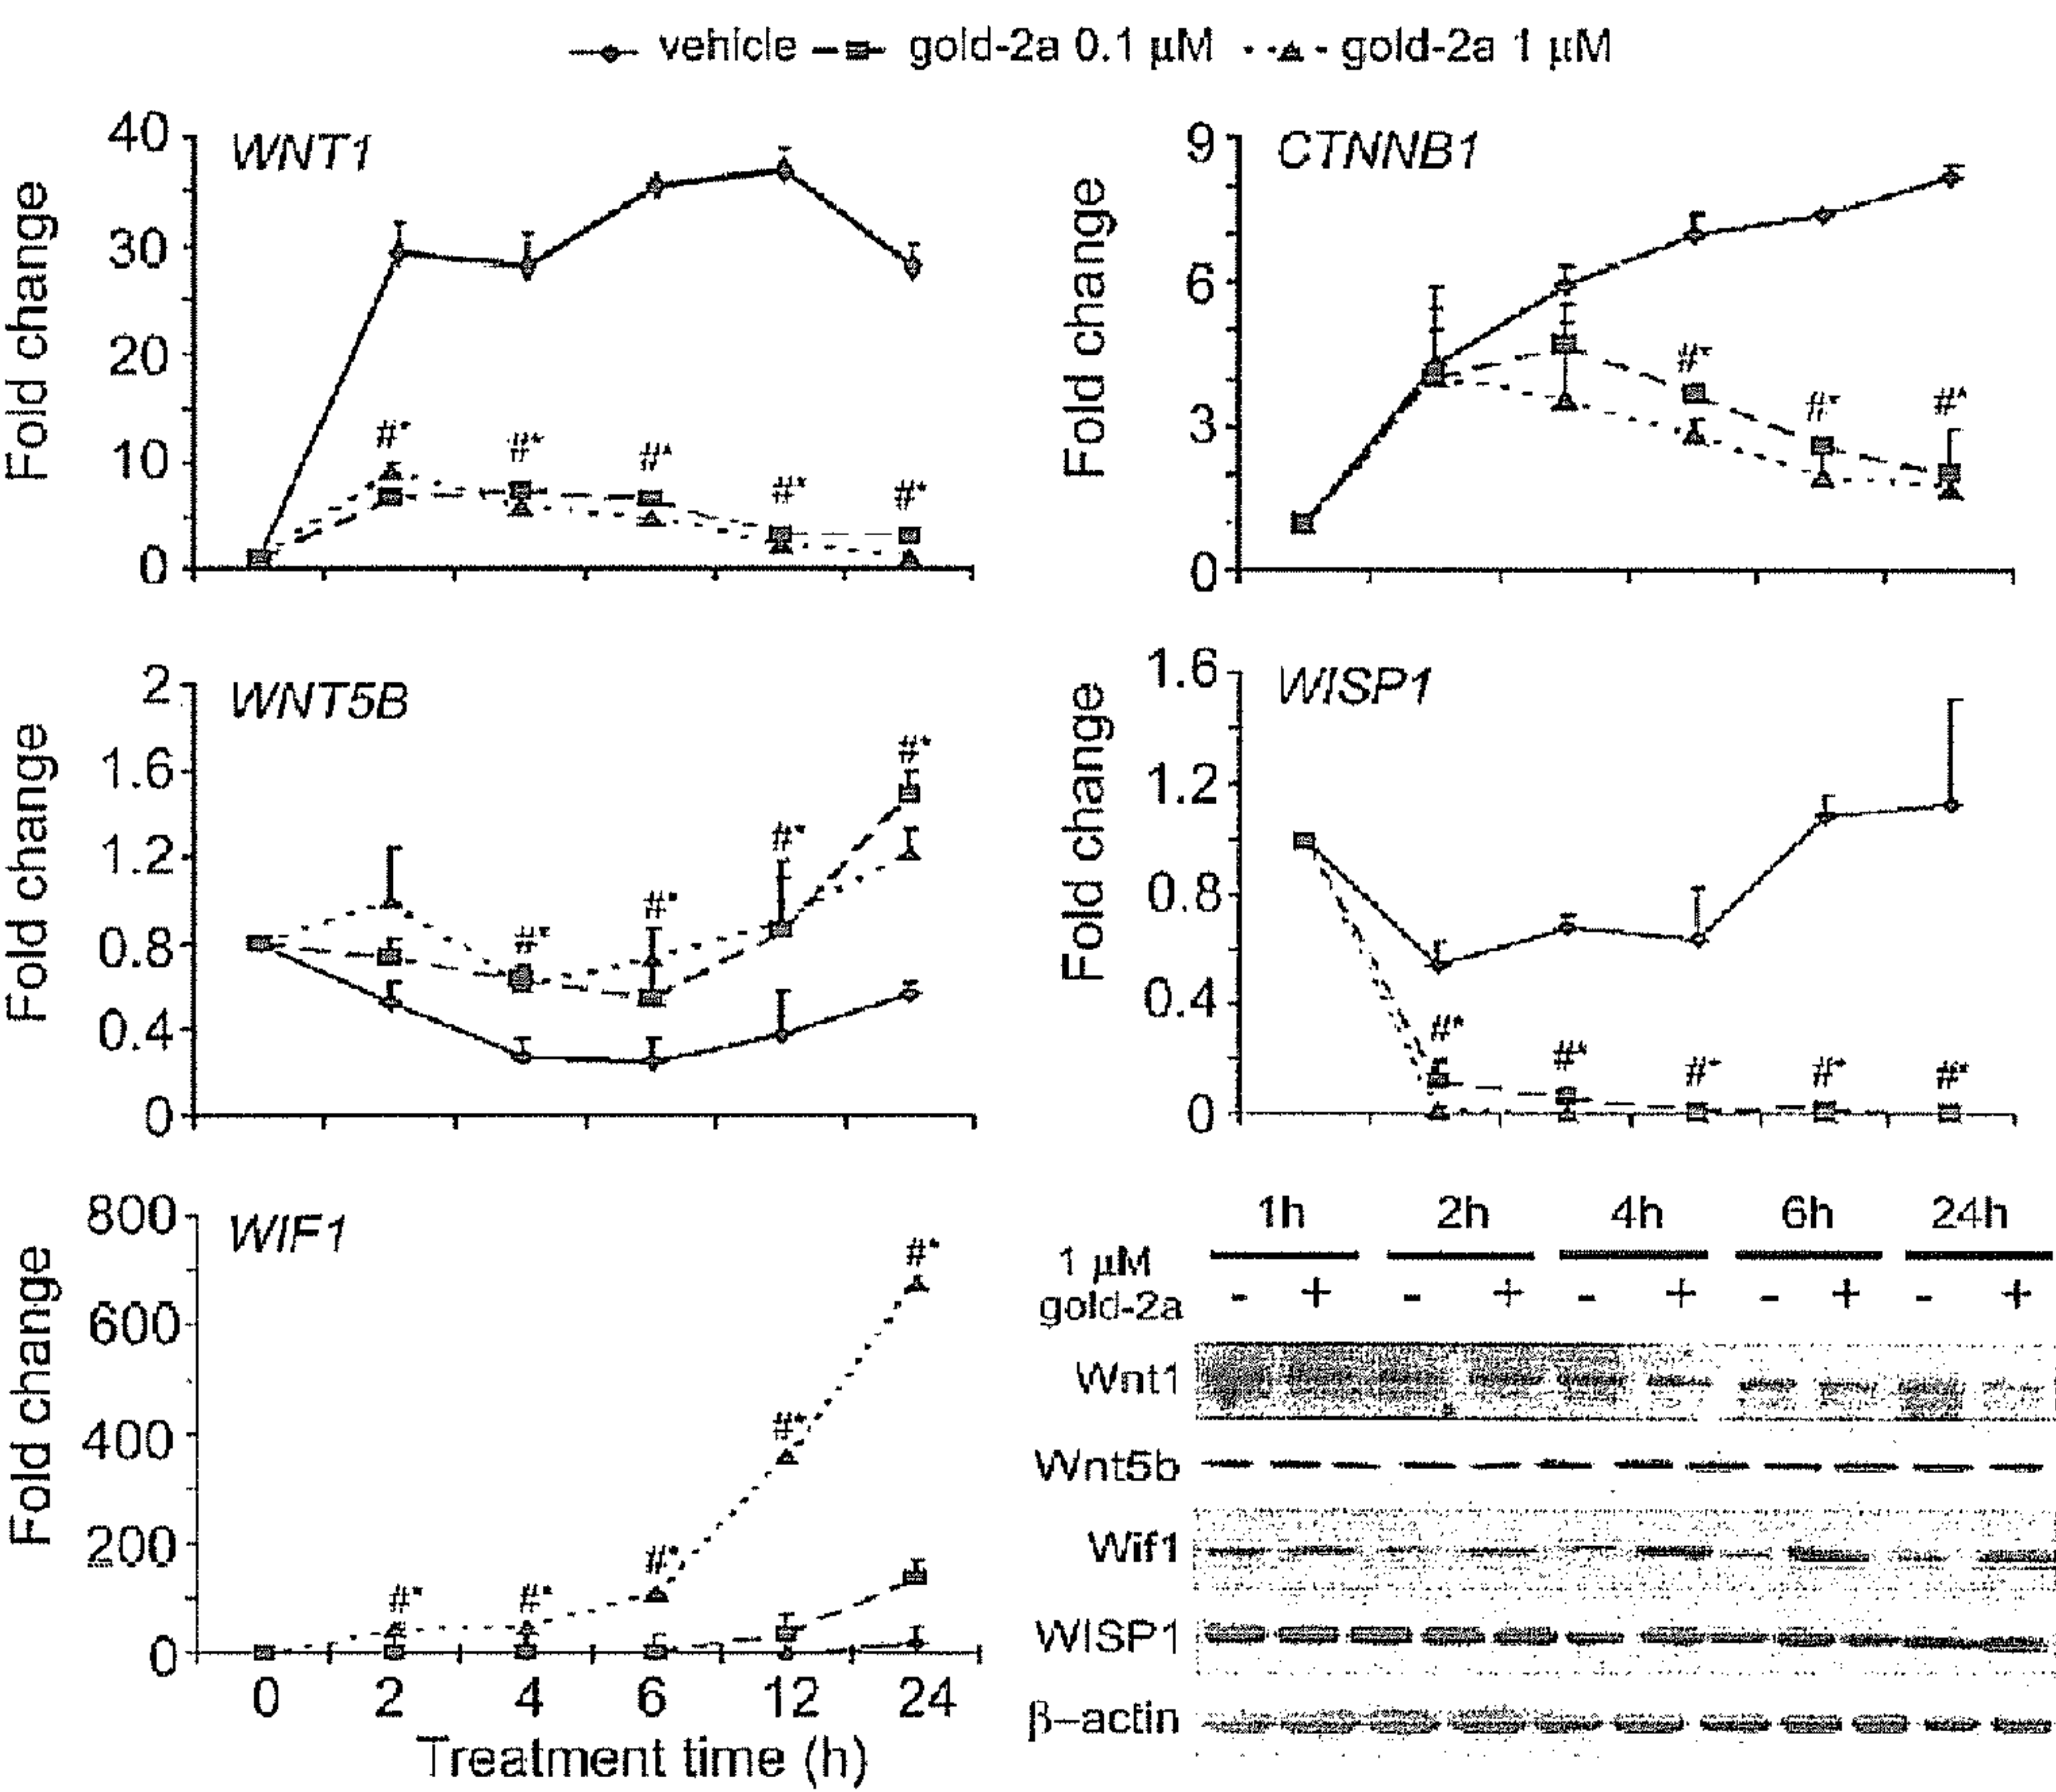 vehicle gold-2a 0.1 µM gold-2a 1 µM
WNT1
Fold change
40
30
20
10
0
#* #* #* #* #*
CTNNB1
Fold change
9
6
3
0
#* #* #*
WNT5B
Fold change
2
1.6
1.2
0.8
0.4
0
#* #* #* #*
WISP1
Fold change
1.6
1.2
0.8
0.4
0
#* #* #* #* #*
WIF1
Fold change
800
600
400
200
0
#* #* #* #* #*
0 2 4 6 12 24
Treatment time (h)
1h 2h 4h 6h 24h
1 µM
gold-2a - + - + - + - + - +
Wnt1
Wnt5b
Wif1
WISP1
β–actin